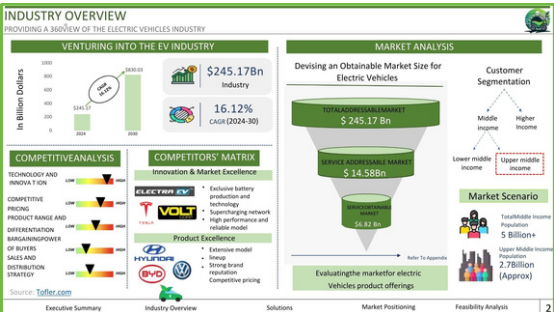 INDUSTRY OVERVIEW
PROVIDING A 360VIEW OF THE ELECTRIC VEHICLES INDUSTRY
VENTURING INTO THE EV INDUSTRY
In Billion Dollars
1000
800
600
400
200
0
$245.17
$830.03
CAGR
16.12%
2024
2030
$245.17Bn
Industry
16.12%
CAGR (2024-30)
COMPETITIVEANALYSIS
TECHNOLOGY AND
INNOVA T ION
LOW
HIGH
COMPETITIVE
PRICING
LOW
HIGH
PRODUCT RANGE AND
DIFFERENTIATION
LOW
HIGH
BARGAININGPOWER
OF BUYERS
LOW
HIGH
SALES AND
DISTRIBUTION
STRATEGY
LOW
HIGH
Source: Tofler.com
COMPETITORS' MATRIX
Innovation & Market Excellence
ELECTRA EV
TESLA
VOLT
• Exclusive battery
production and
technology
• Supercharging network
• High performance and
reliable model
Product Excellence
HYUNDAI
BYD
• Extensive model
• lineup
• Strong brand
reputation
Competitive pricing
MARKET ANALYSIS
Devising an Obtainable Market Size for
Electric Vehicles
TOTALADDRESSABLEMARKET
$ 245.17 Bn
SERVICE ADDRESSABLE MARKET
$ 14.58Bn
SERVICEOBTAINABLE
MARKET
$6.82 Bn
Refer To Appendix
Evaluatingthe marketfor electric
Vehicles product offerings
Customer
Segmentation
Middle
income
Higher
Income
Lower middle
income
Upper middle
income
Market Scenario
TotalMiddle Income
Population
5 Billion+
Upper Middle Income
Population
2.7Billion
(Approx)
Executive Summary
Industry Overview
Solutions
Market Positioning
Feasibility Analysis
2